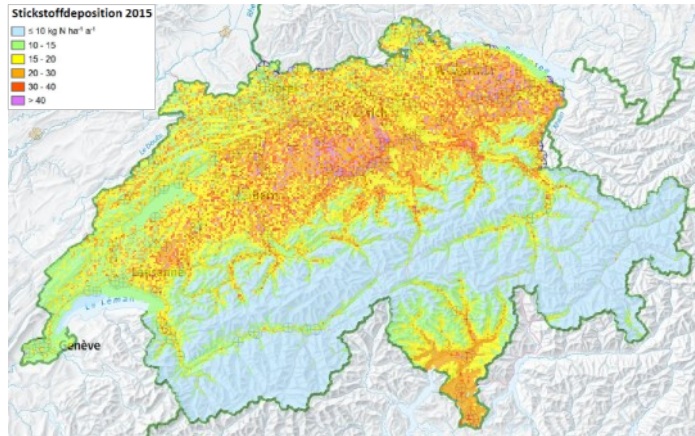 Stickstoffdeposition 2015
≤ 10 kg N ha⁻¹ a⁻¹
10 - 15
15 - 20
20 - 30
30 - 40
> 40
Bern
Lausanne
Le Léman
Genève